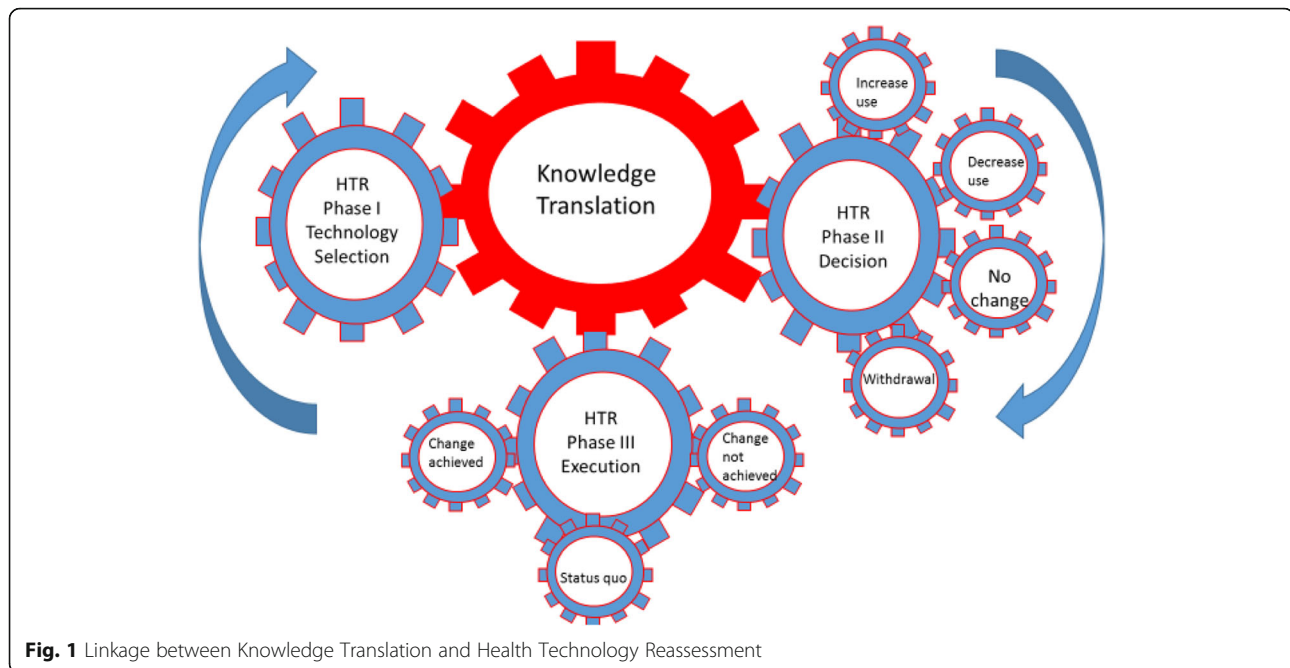 HTR
Phase I
Technology
Selection
Knowledge
Translation
Increase
use
Decrease
use
HTR
Phase II
Decision
No
change
Withdrawal
HTR
Phase III
Execution
Change
achieved
Change
not
achieved
Status quo
Fig. 1 Linkage between Knowledge Translation and Health Technology Reassessment